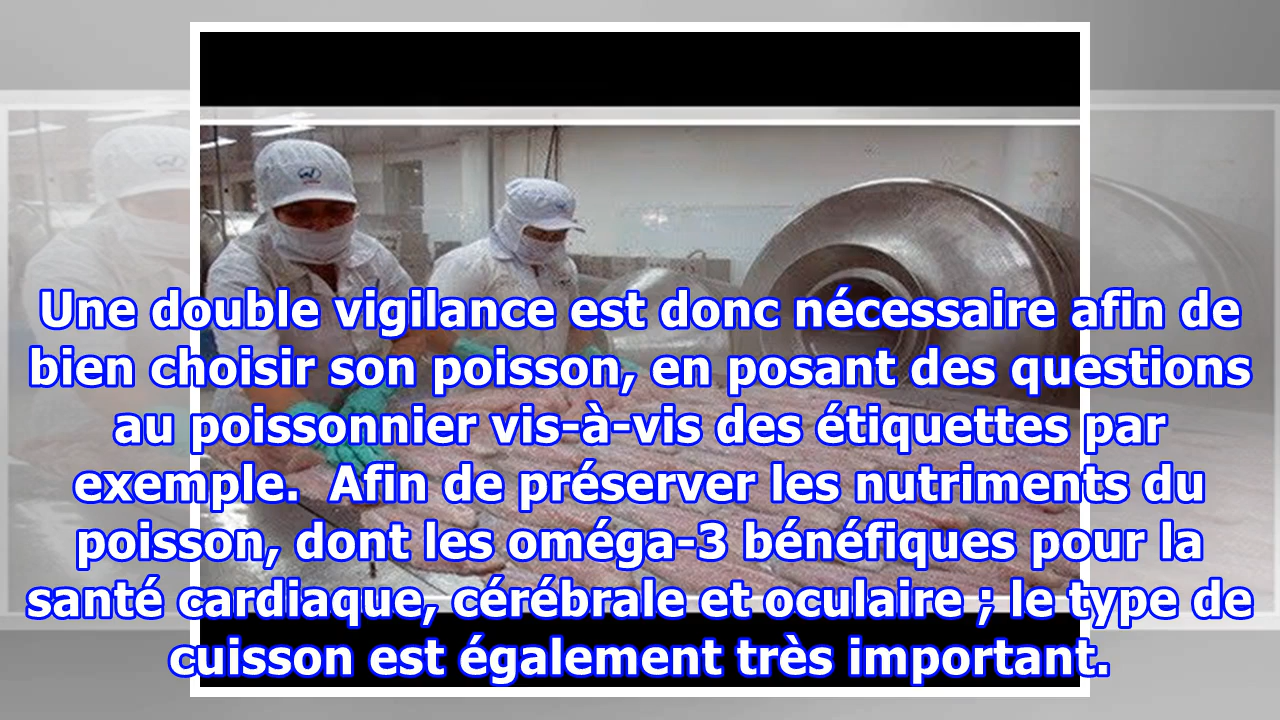 Une double vigilance est donc nécessaire afin de
bien choisir son poisson, en posant des questions
au poissonnier vis-à-vis des étiquettes par
exemple.  Afin de préserver les nutriments du
poisson, dont les oméga-3 bénéfiques pour la
santé cardiaque, cérébrale et oculaire ; le type de
cuisson est également très important.